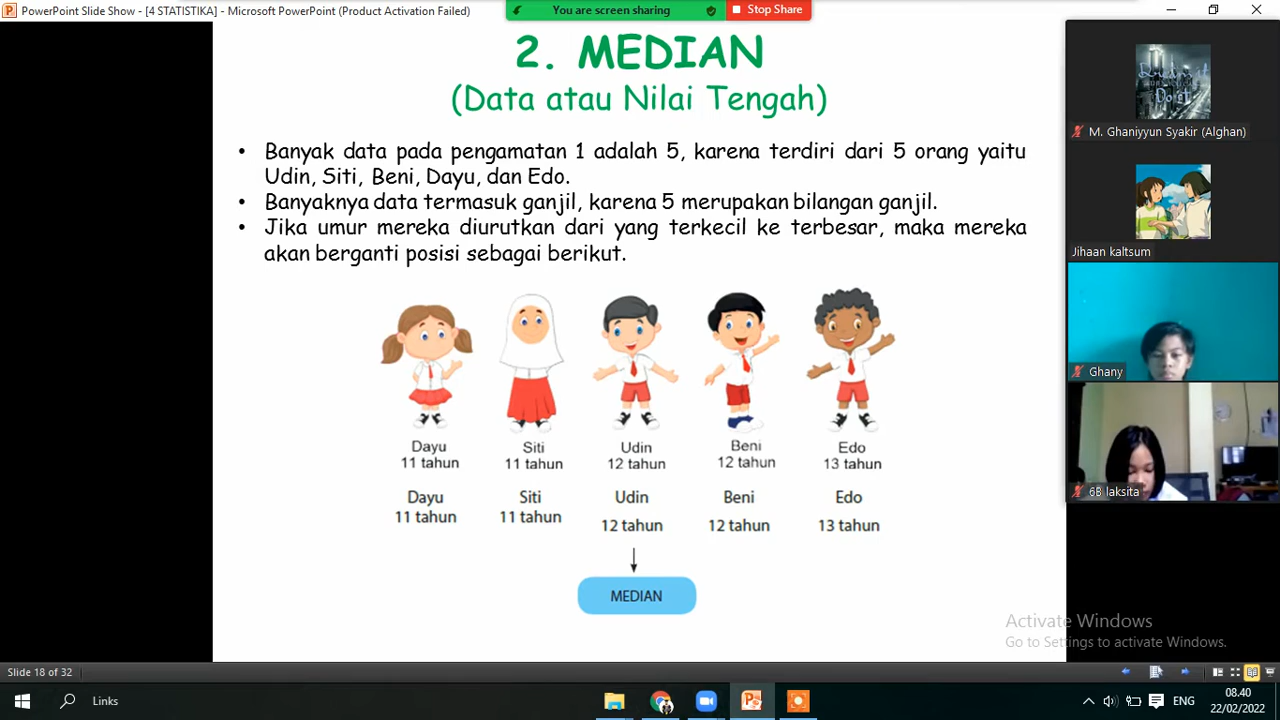 PowerPoint Slide Show - [4 STATISTIKA] - Microsoft PowerPoint (Product Activation Failed)
You are screen sharing
Stop Share
2. MEDIAN
(Data atau Nilai Tengah)
• Banyak data pada pengamatan 1 adalah 5, karena terdiri dari 5 orang yaitu
Udin, Siti, Beni, Dayu, dan Edo.
• Banyaknya data termasuk ganjil, karena 5 merupakan bilangan ganjil.
• Jika umur mereka diurutkan dari yang terkecil ke terbesar, maka mereka
akan berganti posisi sebagai berikut.
Dayu Siti Udin Beni Edo
11 tahun 11 tahun 12 tahun 12 tahun 13 tahun
Dayu Siti Udin Beni Edo
11 tahun 11 tahun 12 tahun 12 tahun 13 tahun
MEDIAN
M. Ghaniyyun Syakir (Alghan)
Jihaan kaltsum
Ghany
6B laksita
Activate Windows
Go to Settings to activate Windows.
Slide 18 of 32
Links
ENG
08.40
22/02/2022